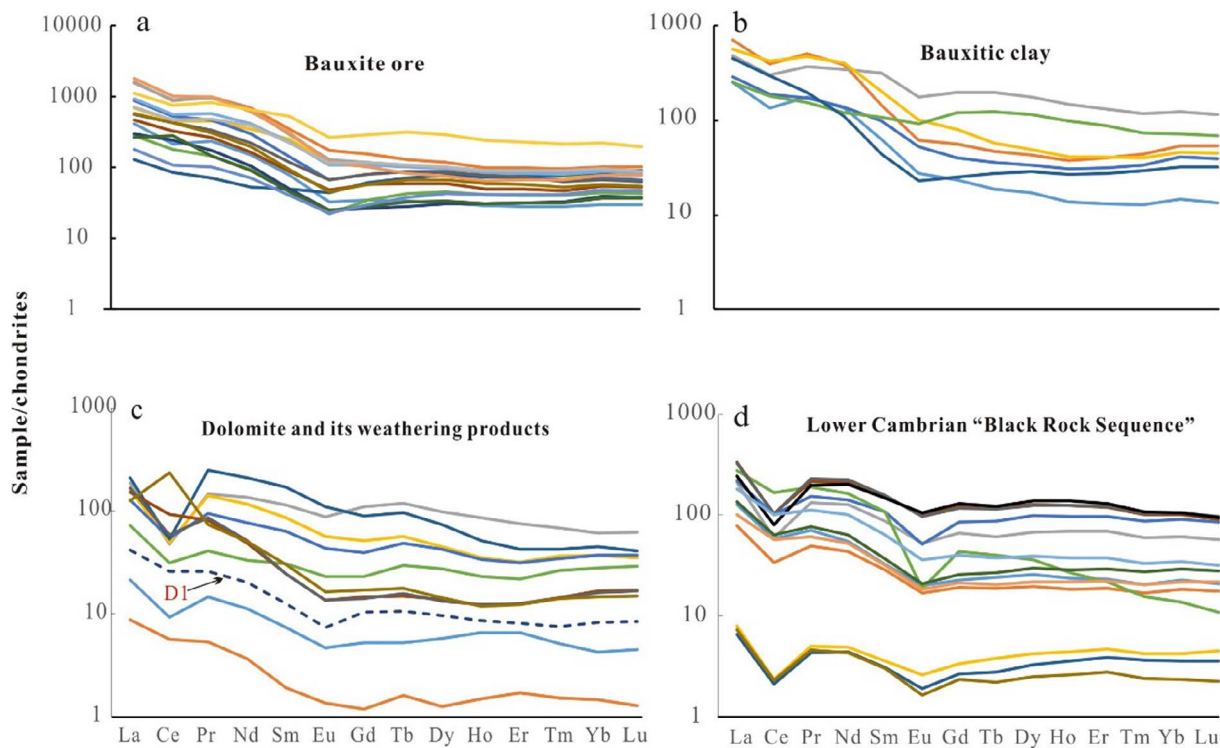 a
Bauxite ore
10000
1000
100
10
1
b
Bauxitic clay
1000
100
10
1
Sample/chondrites
c
Dolomite and its weathering products
1000
100
10
1
D1
La Ce Pr Nd Sm Eu Gd Tb Dy Ho Er Tm Yb Lu
d
Lower Cambrian “Black Rock Sequence”
1000
100
10
1
La Ce Pr Nd Sm Eu Gd Tb Dy Ho Er Tm Yb Lu